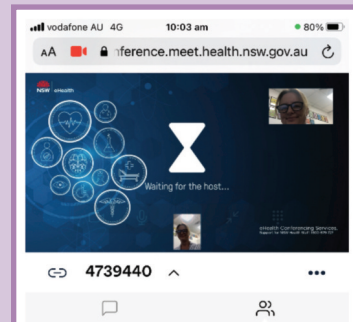 vodafone AU 4G 10:03 am 80%
AA nference.meet.health.nsw.gov.au
NSW eHealth
Waiting for the host...
eHealth Conferencing Services.
4739440